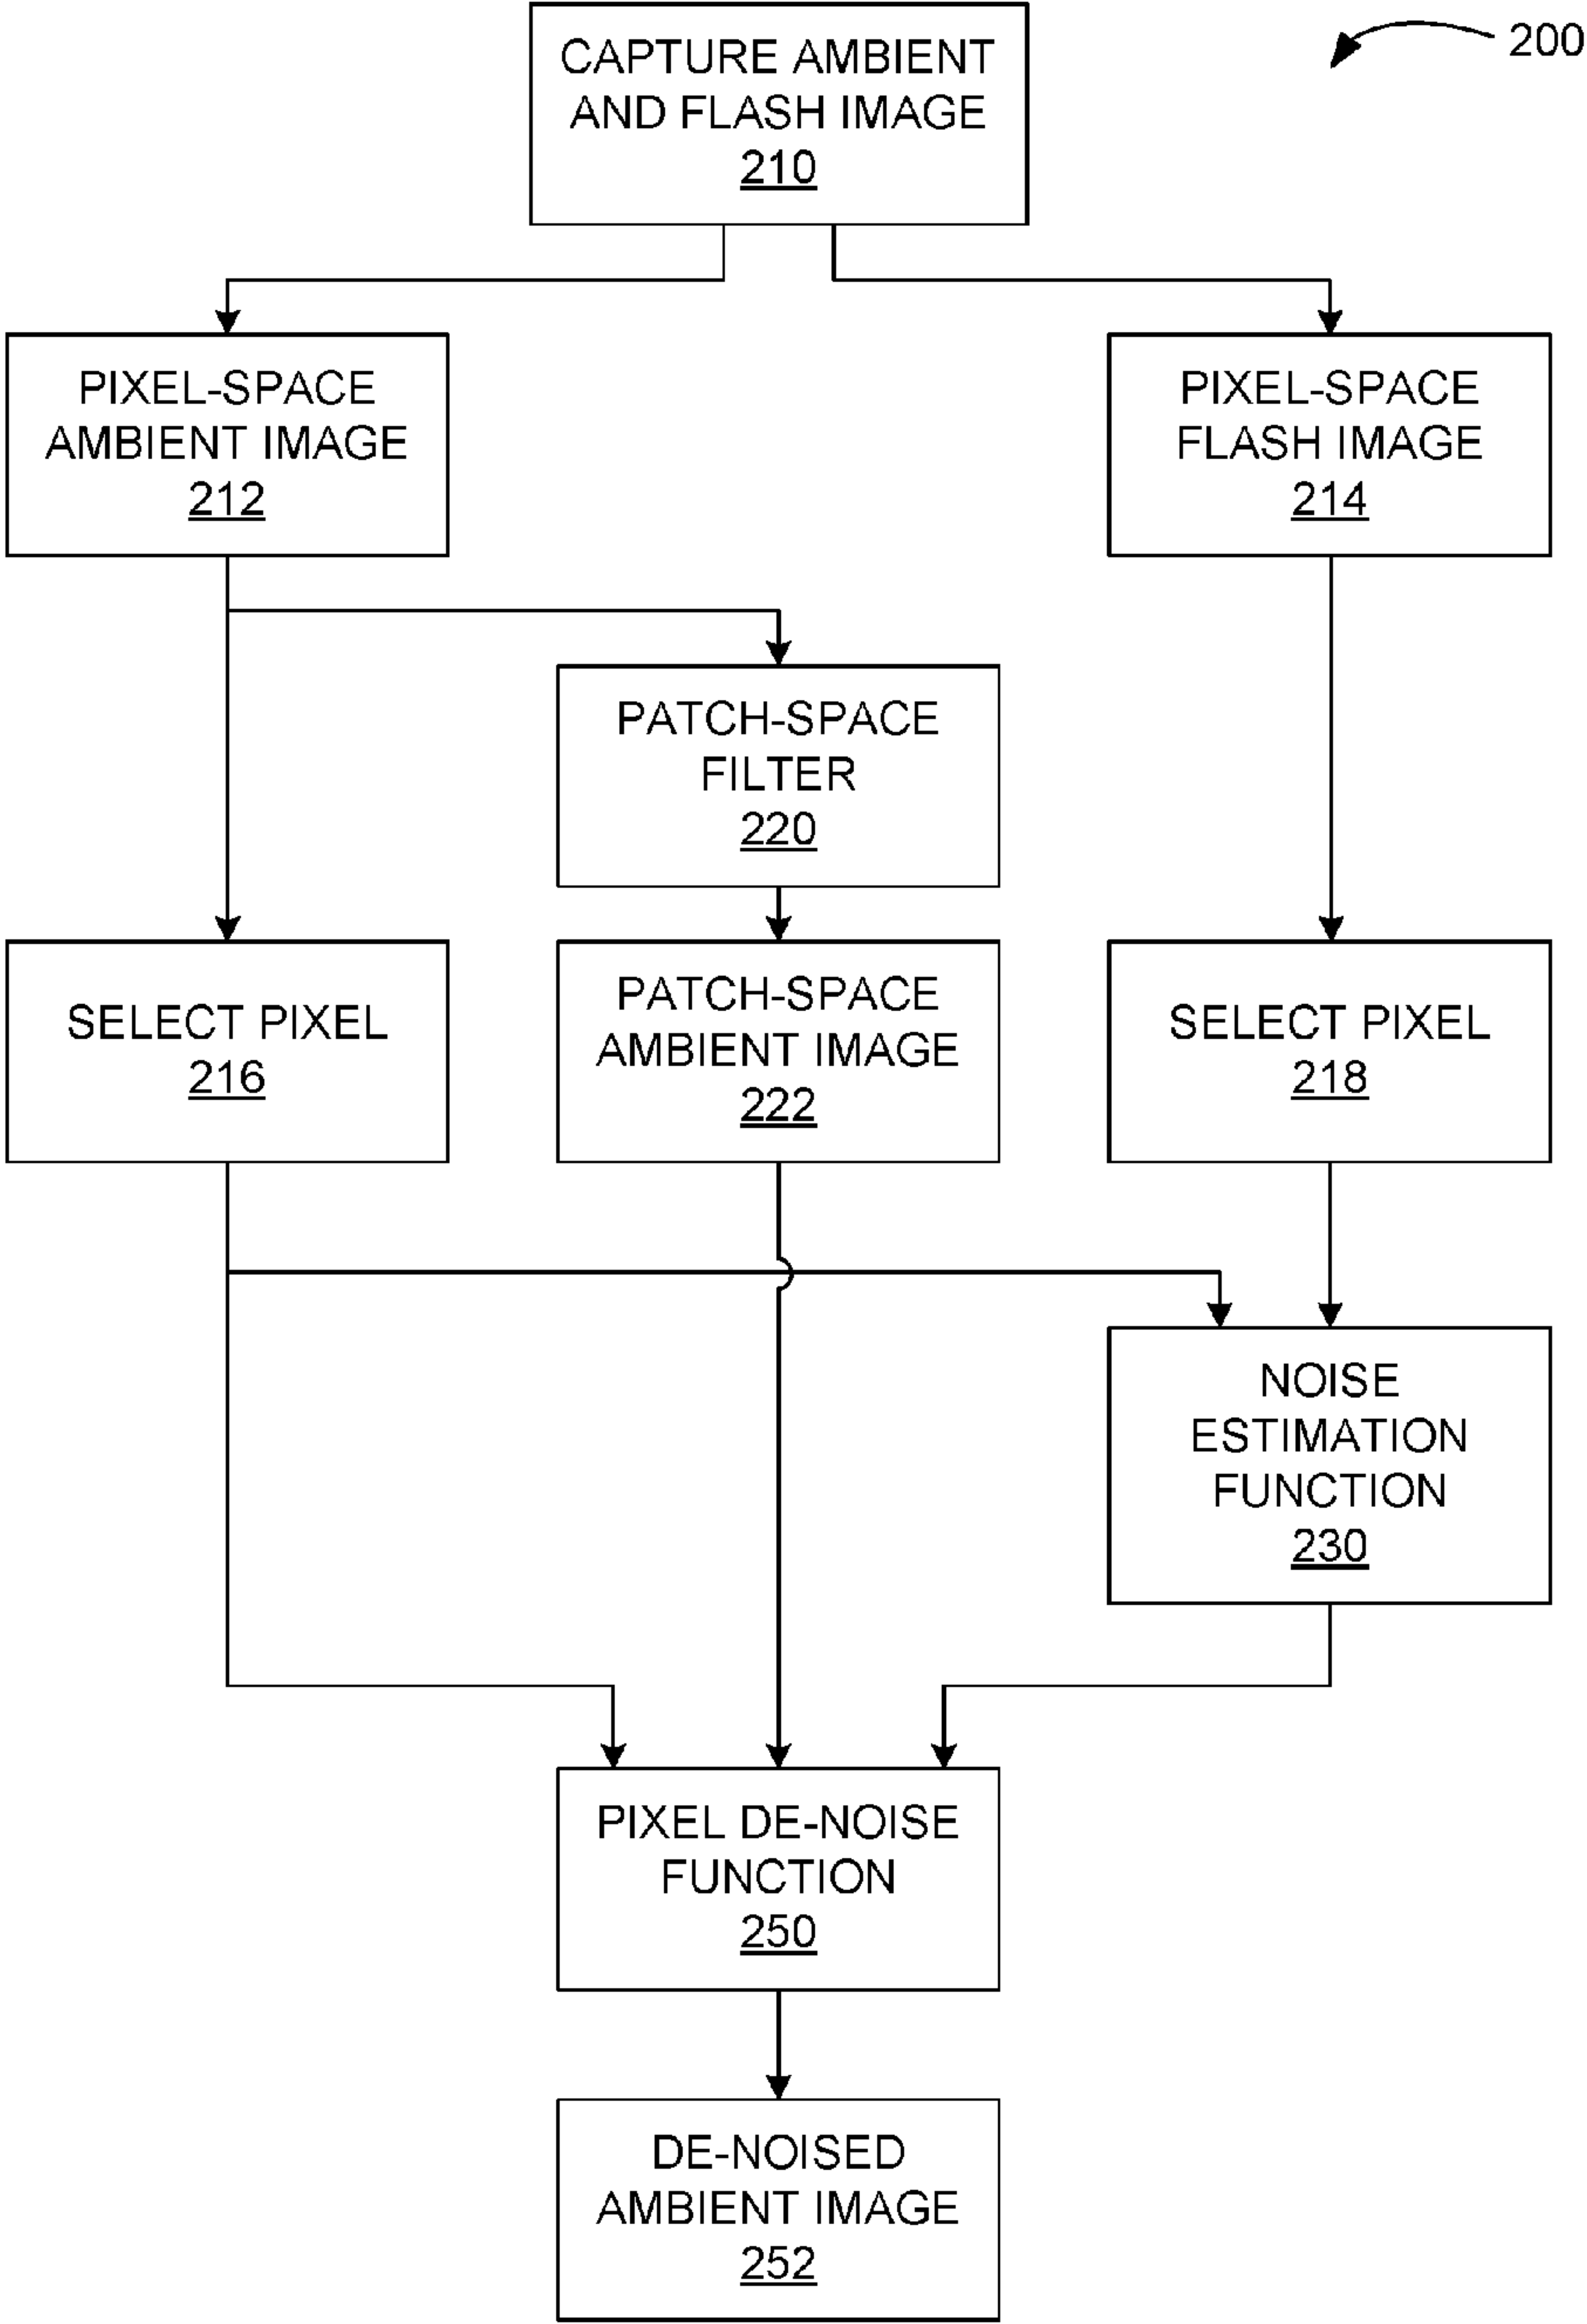 200
CAPTURE AMBIENT
AND FLASH IMAGE
210
PIXEL-SPACE
AMBIENT IMAGE
212
PIXEL-SPACE
FLASH IMAGE
214
PATCH-SPACE
FILTER
220
SELECT PIXEL
216
PATCH-SPACE
AMBIENT IMAGE
222
SELECT PIXEL
218
NOISE
ESTIMATION
FUNCTION
230
PIXEL DE-NOISE
FUNCTION
250
DE-NOISED
AMBIENT IMAGE
252